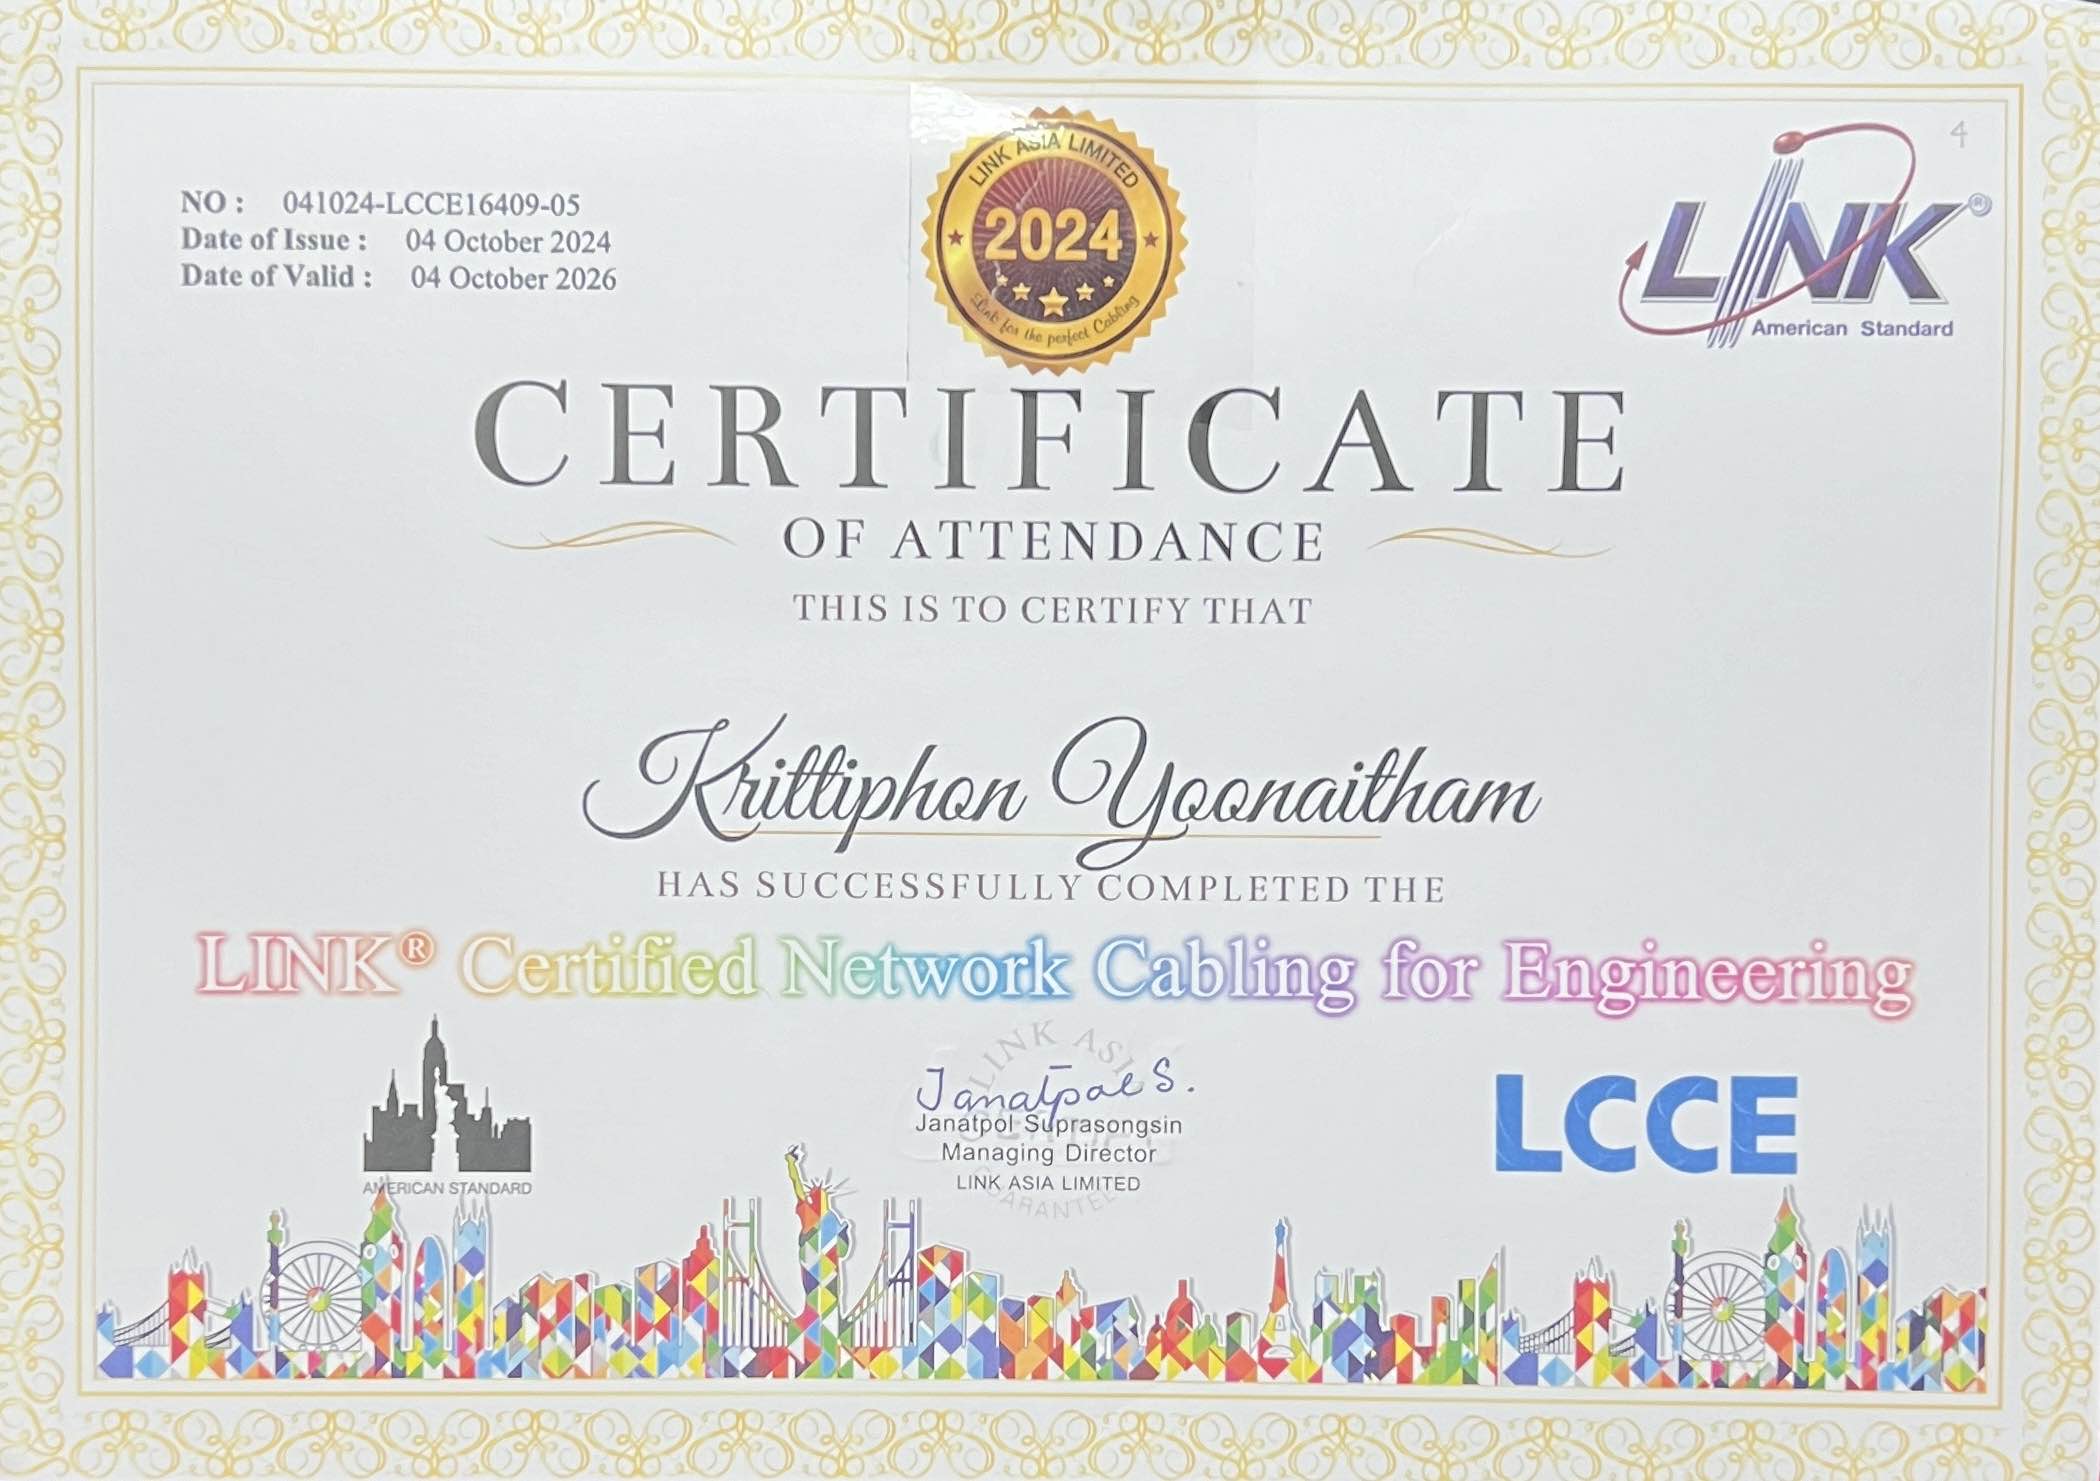 NO : 041024-LCCE16409-05
Date of Issue : 04 October 2024
Date of Valid : 04 October 2026
LINK ASIA LIMITED
2024
Link for the perfect Cabling
4
LINK®
American Standard
CERTIFICATE
OF ATTENDANCE
THIS IS TO CERTIFY THAT
Krittiphon Yoonaitham
HAS SUCCESSFULLY COMPLETED THE
LINK® Certified Network Cabling for Engineering
AMERICAN STANDARD
LINK ASI
Janatpol S.
Janatpol Suprasongsin
Managing Director
LINK ASIA LIMITED
LCCE